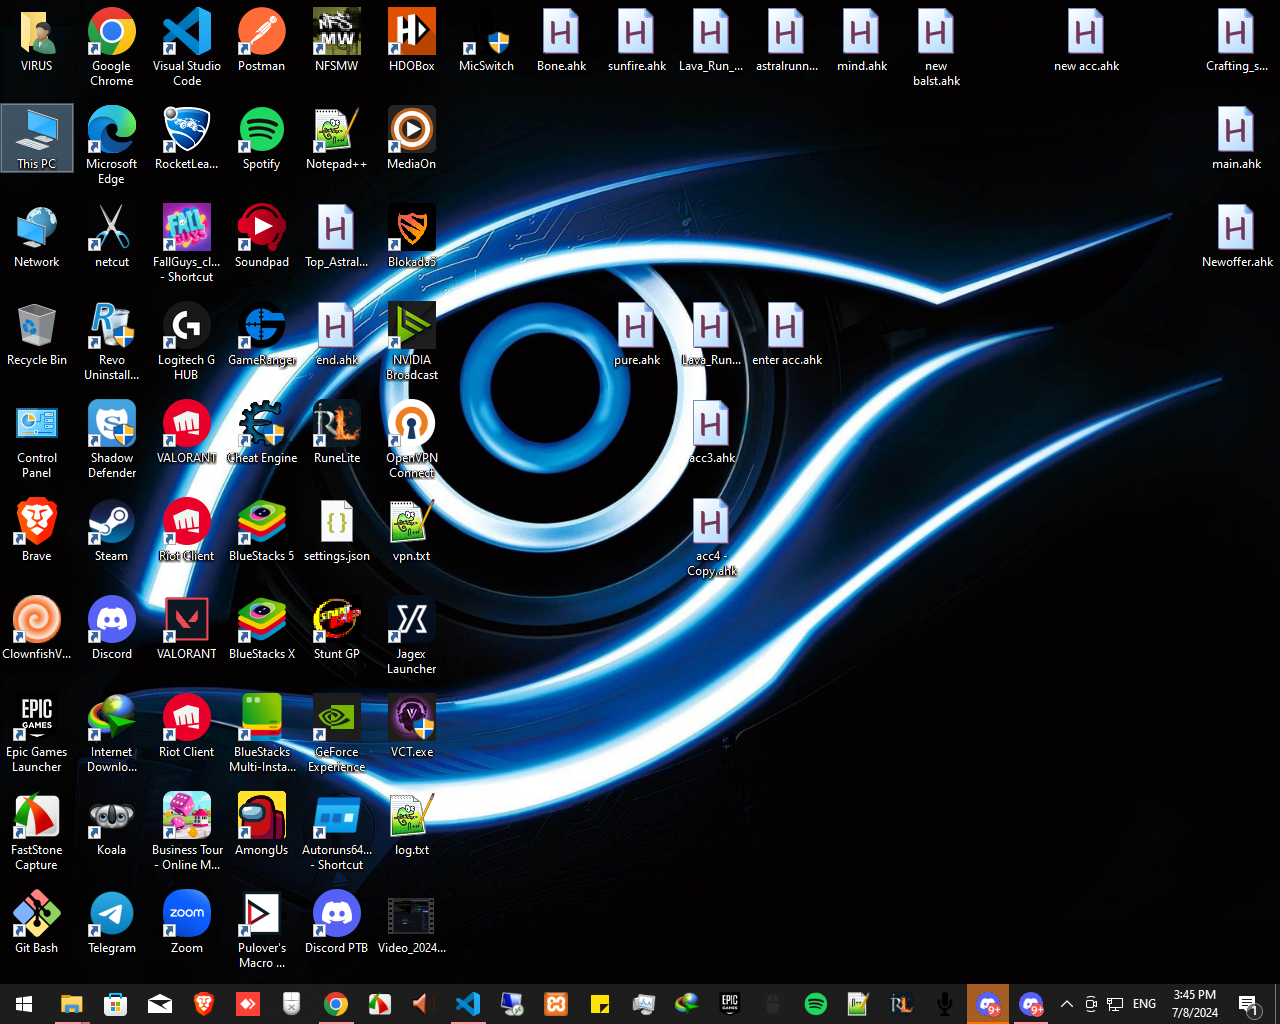 VIRUS
Google
Chrome
Visual Studio
Code
Postman
NFSMW
HDOBox
MicSwitch
Bone.ahk
sunfire.ahk
Lava_Run_...
astralrunn...
mind.ahk
new
balst.ahk
new acc.ahk
Crafting_s...
This PC
Microsoft
Edge
RocketLea...
Spotify
Notepad++
MediaOn
main.ahk
Network
netcut
FallGuys_cl...
- Shortcut
Soundpad
Top_Astral...
Blokada5
Newoffer.ahk
Recycle Bin
Revo
Uninstall...
Logitech G
HUB
GameRanger
end.ahk
NVIDIA
Broadcast
pure.ahk
Lava_Run...
enter acc.ahk
Control
Panel
Shadow
Defender
VALORANT
Cheat Engine
RuneLite
OpenVPN
Connect
acc3.ahk
Brave
Steam
Riot Client
BlueStacks 5
settings.json
vpn.txt
acc4 -
Copy.ahk
ClownfishV...
Discord
VALORANT
BlueStacks X
Stunt GP
Jagex
Launcher
Epic Games
Launcher
Internet
Downlo...
Riot Client
BlueStacks
Multi-Insta...
GeForce
Experience
VCT.exe
FastStone
Capture
Koala
Business Tour
- Online M...
AmongUs
Autoruns64...
- Shortcut
log.txt
Git Bash
Telegram
Zoom
Pulover's
Macro ...
Discord PTB
Video_2024...
ENG
3:45 PM
7/8/2024